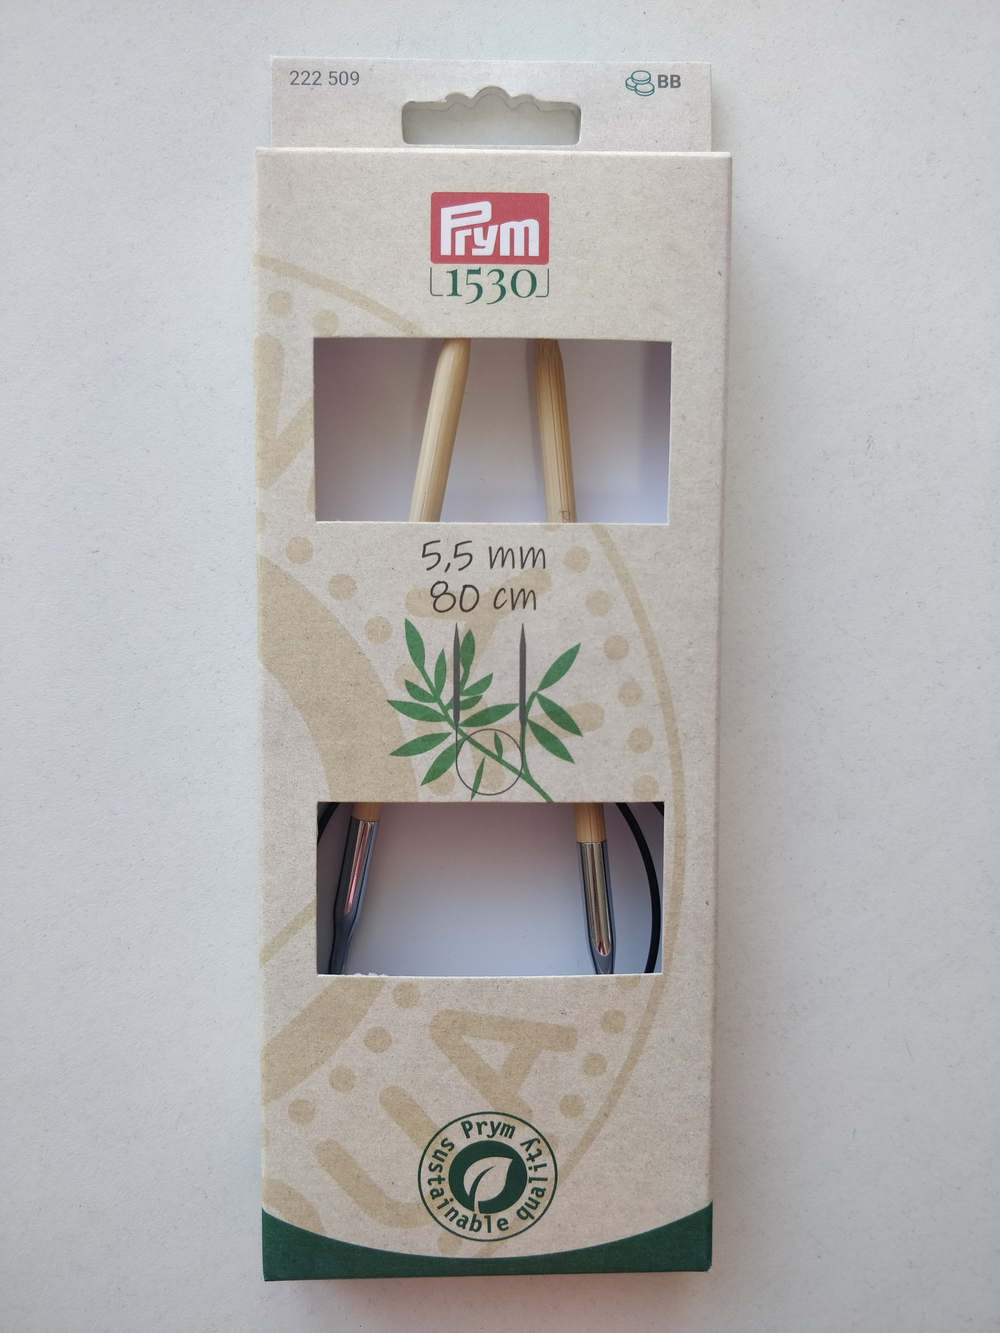 222 509
BB
Prym
1530
5,5 mm
80 cm
Prym
sustainable quality